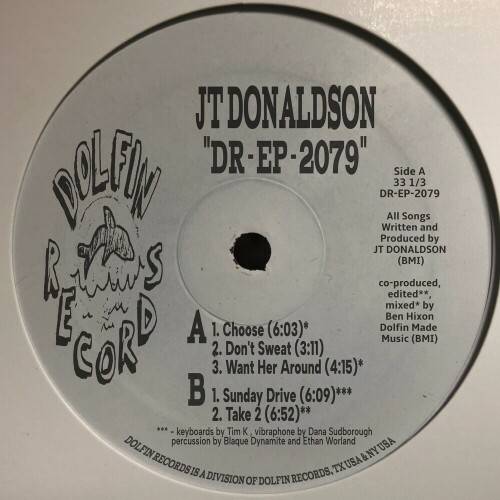 JT DONALDSON
"DR-EP-2079"
DOLFIN
RECORDS
Side A
33 1/3
DR-EP-2079
All Songs
Written and
Produced by
JT DONALDSON
(BMI)
co-produced,
edited**,
mixed* by
Ben Hixon
Dolfin Made
Music (BMI)
A
1. Choose (6:03)*
2. Don't Sweat (3:11)
3. Want Her Around (4:15)*
B
1. Sunday Drive (6:09)***
2. Take 2 (6:52)**
*** - keyboards by Tim K , vibraphone by Dana Sudborough
percussion by Blaque Dynamite and Ethan Worland
DOLFIN RECORDS IS A DIVISION OF DOLFIN RECORDS, TX USA & NY USA